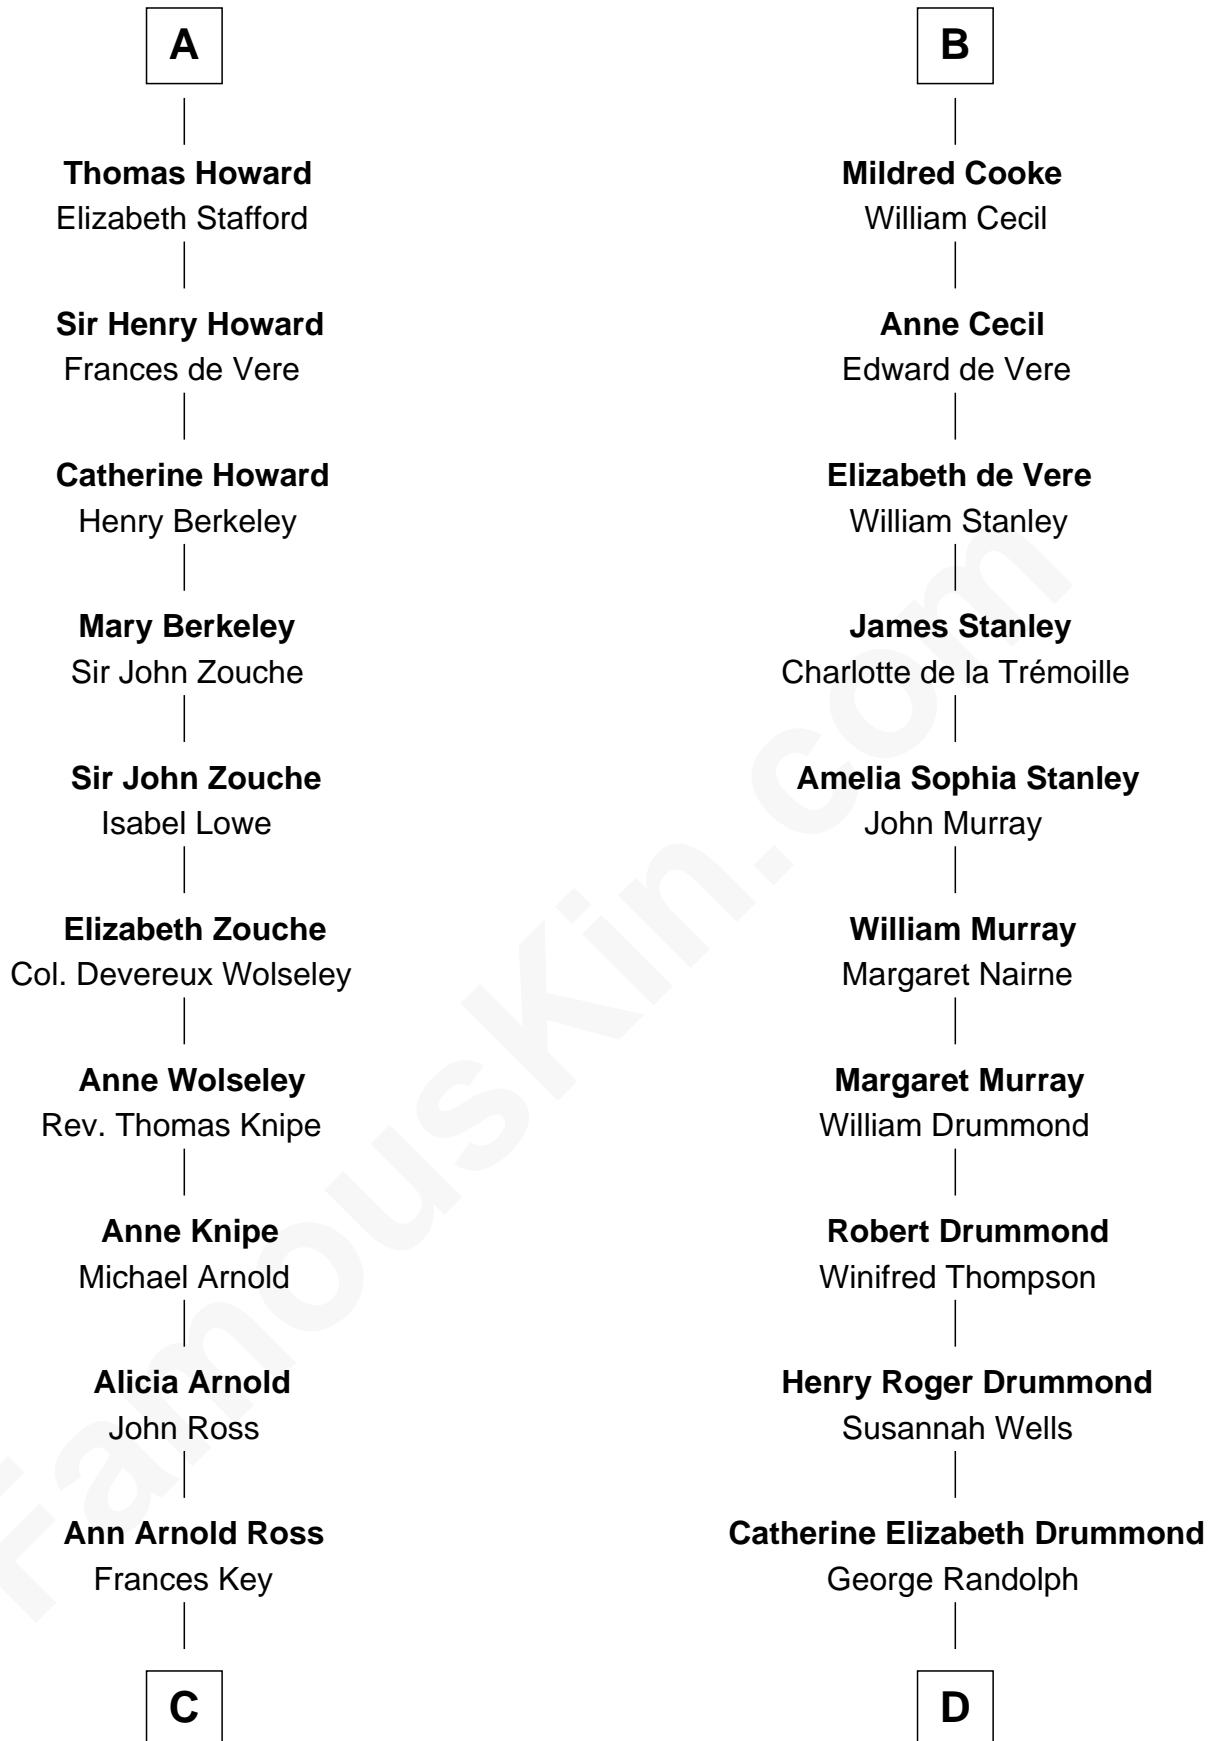 A
Thomas Howard
Elizabeth Stafford
Sir Henry Howard
Frances de Vere
Catherine Howard
Henry Berkeley
Mary Berkeley
Sir John Zouche
Sir John Zouche
Isabel Lowe
Elizabeth Zouche
Col. Devereux Wolseley
Anne Wolseley
Rev. Thomas Knipe
Anne Knipe
Michael Arnold
Alicia Arnold
John Ross
Ann Arnold Ross
Frances Key
C
B
Mildred Cooke
William Cecil
Anne Cecil
Edward de Vere
Elizabeth de Vere
William Stanley
James Stanley
Charlotte de la Trémoille
Amelia Sophia Stanley
John Murray
William Murray
Margaret Nairne
Margaret Murray
William Drummond
Robert Drummond
Winifred Thompson
Henry Roger Drummond
Susannah Wells
Catherine Elizabeth Drummond
George Randolph
D
FamousKin.com